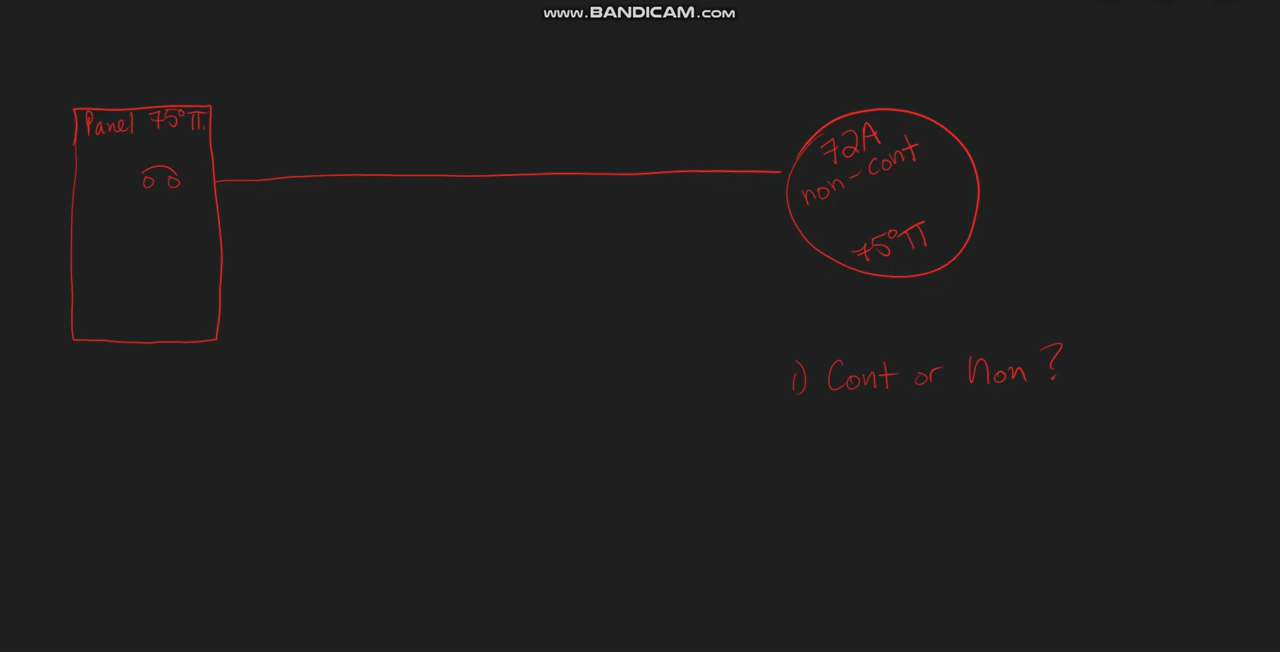 www.BANDICAM.com
Panel 75°TT.
72A
non-cont
75°TT
1) Cont or Non?